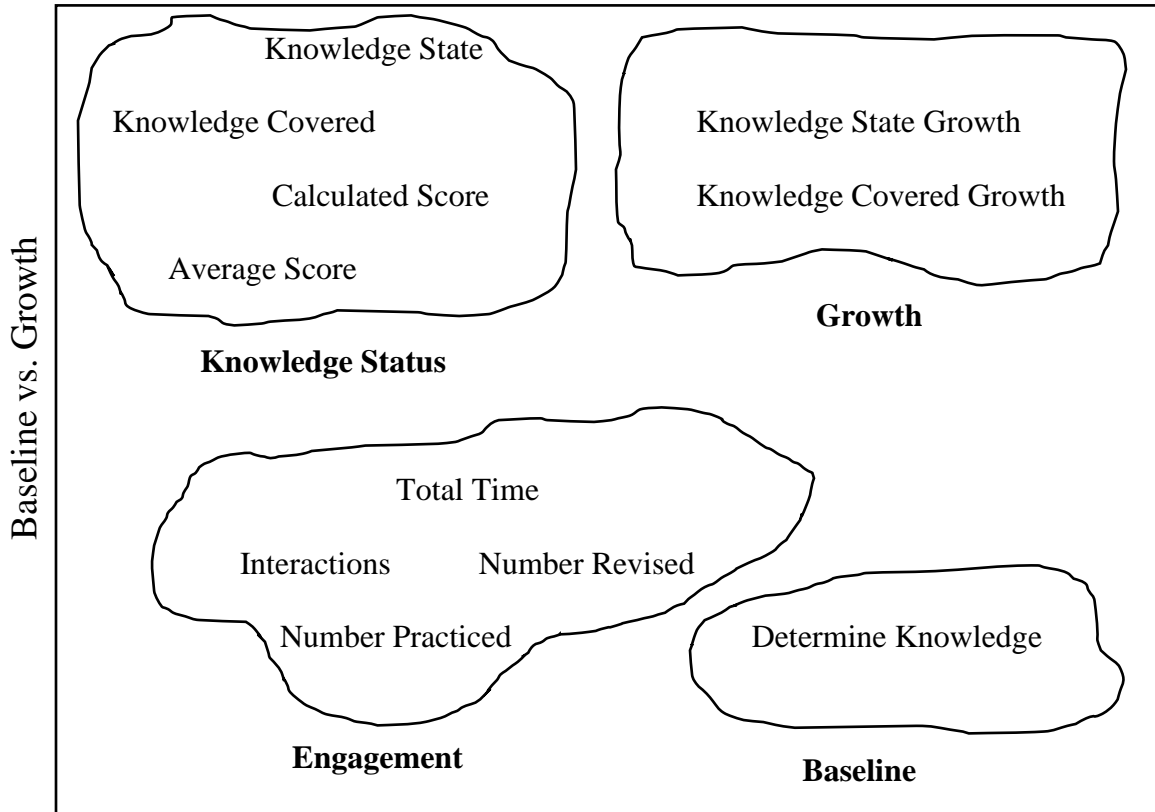 Knowledge State
Knowledge Covered
Calculated Score
Average Score
Knowledge Status
Knowledge State Growth
Knowledge Covered Growth
Growth
Baseline vs. Growth
Total Time
Interactions
Number Revised
Number Practiced
Engagement
Determine Knowledge
Baseline